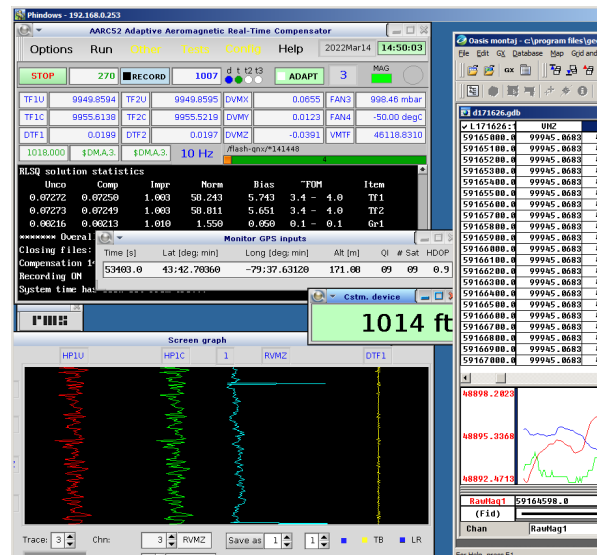 Phindows - 192.168.0.253
AARC52 Adaptive Aeromagnetic Real-Time Compensator
Options Run Other Tests Config Help 2022Mar14 14:50:03
STOP 270 RECORD 1007 d t t2 t3 ADAPT 3 MAG
TF1U 9949.8594 TF2U 9949.8595 DVMX 0.0655 FAN3 998.46 mbar
TF1C 9955.6138 TF2C 9955.5219 DVMY 0.0123 FAN4 -50.00 degC
DTF1 0.0199 DTF2 0.0197 DVMZ -0.0391 VMTF 46118.8310
1018.000 $DM,A,3. $DM,A,3. 10 Hz /flash-qnx/*141448
4
RLSQ solution statistics
Unco Comp Impr Norm Bias ~FOM Item
0.07272 0.07250 1.003 58.243 5.743 3.4 - 4.0 Tf1
0.07273 0.07249 1.003 58.811 5.651 3.4 - 4.0 Tf2
0.00216 0.00213 1.010 1.550 0.050 0.1 - 0.1 Gr1
******* Overal
Closing files:
Compensation
Recording ON
System time has
Monitor GPS inputs
Time [s] Lat [deg; min] Long [deg; min] Alt [m] QI # Sat HDOP
53403.0 43:42.70360 -79:37.63120 171.08 09 09 0.9
Cstm. device
1014 ft
rms
Screen graph
HP1U HP1C 1 RVMZ DTF1
Trace: 3 Chn: 3 RVMZ Save as 1 1 TB LR
Oasis montaj - c:\program files\ge
File Edit GX Database Map Grid and
GX
d171626.gdb
L171626:1 VMZ
59165000.0 99945.0683
59165100.0 99945.0683
59165200.0 99945.0683
59165300.0 99945.0683
59165400.0 99945.0683
59165500.0 99945.0683
59165600.0 99945.0683
59165700.0 99945.0683
59165800.0 99945.0683
59165900.0 99945.0683
59166000.0 99945.0683
59166100.0 99945.0683
59166200.0 99945.0683
59166300.0 99945.0683
59166400.0 99945.0683
59166500.0 99945.0683
59166600.0 99945.0683
59166700.0 99945.0683
59166800.0 99945.0683
59166900.0 99945.0683
59167000.0 99945.0683
48898.2023
48895.3368
48892.4713
RawMag1 59164598.0
(Fid)
Chan RawMag1
For Help, press F1